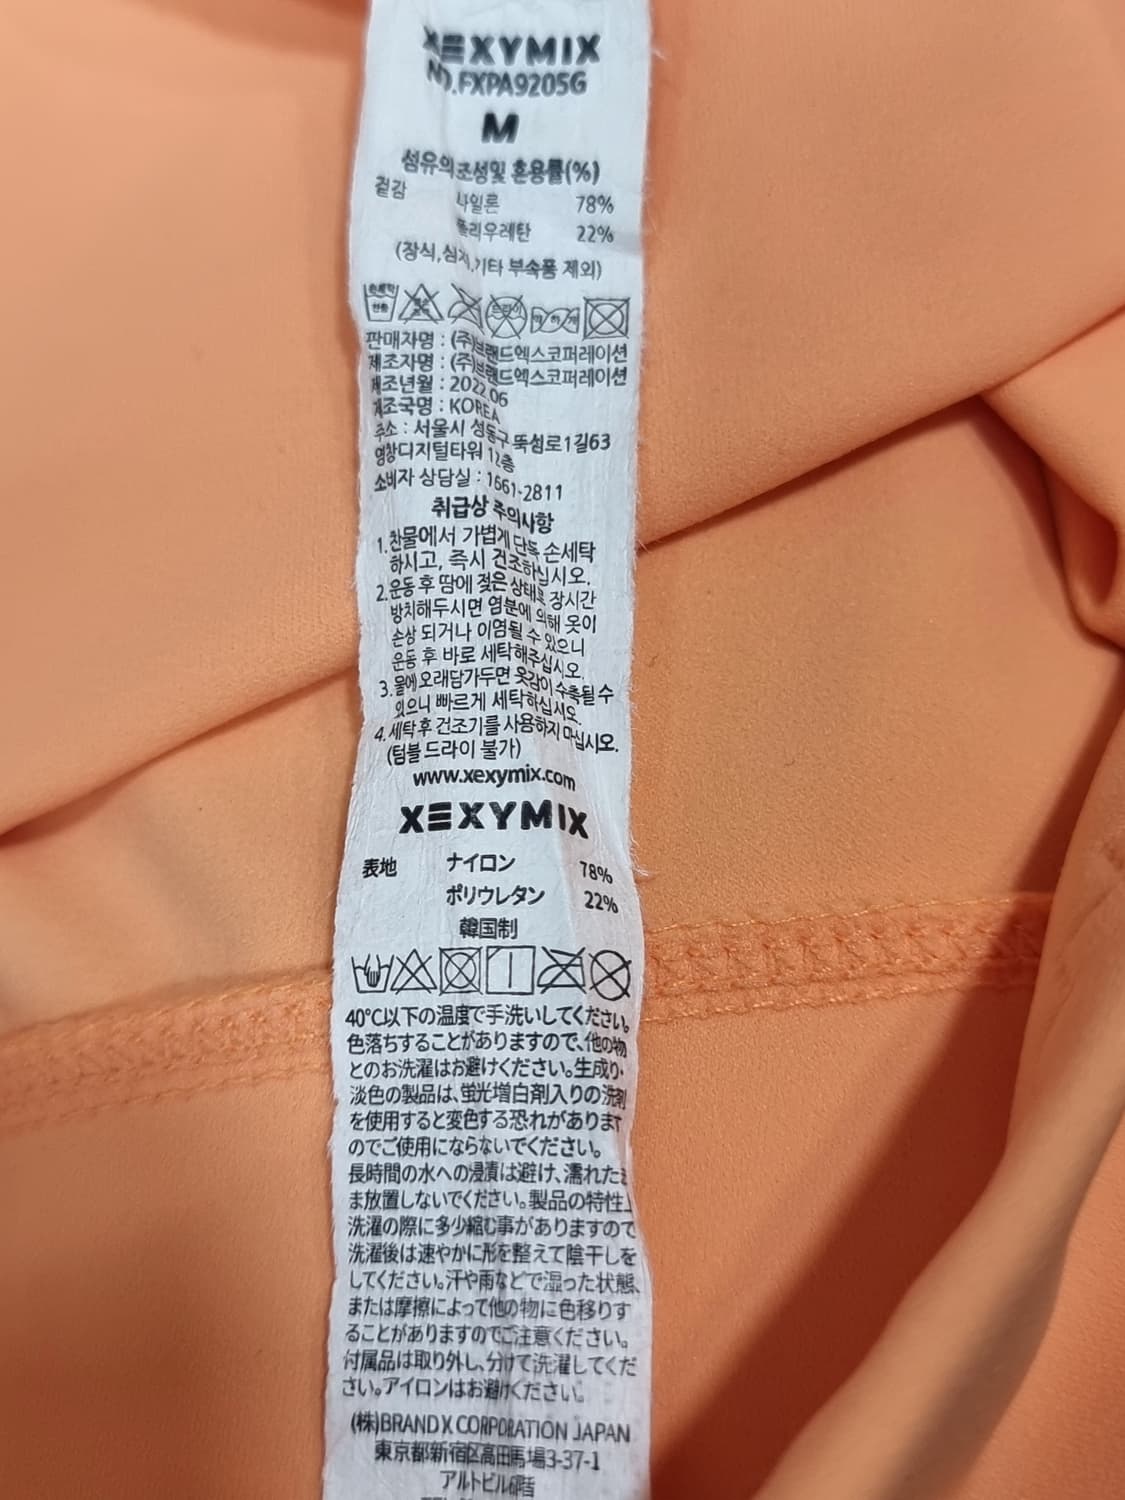 XEXYMIX
NO.FXPA9205G
M
섬유의조성및 혼용률(%)
겉감 나일론 78%
폴리우레탄 22%
(장식,심지,기타 부속품 제외)
판매자명 : (주)브랜드엑스코퍼레이션
제조자명 : (주)브랜드엑스코퍼레이션
제조년월 : 2022.06
제조국명 : KOREA
주소 : 서울시 성동구 뚝섬로1길63
영창디지털타워 12층
소비자 상담실 : 1661-2811
취급상 주의사항
1.찬물에서 가볍게 단독 손세탁
하시고, 즉시 건조하십시오.
2.운동 후 땀에 젖은 상태로 장시간
방치해두시면 염분에 의해 옷이
손상 되거나 이염될 수 있으니
운동 후 바로 세탁해주십시오.
3.물에오래담가두면 옷감이 수축될 수
있으니 빠르게 세탁하십시오.
4.세탁후 건조기를 사용하지 마십시오.
(텀블 드라이 불가)
www.xexymix.com
XEXYMIX
表地 ナイロン 78%
ポリウレタン 22%
韓国制
40℃以下の温度で手洗いしてください。
色落ちすることがありますので、他の物
とのお洗濯はお避けください。生成り・
淡色の製品は、蛍光増白剤入りの洗剤
を使用すると変色する恐れがあります
のでご使用にならないでください。
長時間の水への浸漬は避け、濡れたま
ま放置しないでください。製品の特性上
洗濯の際に多少縮む事がありますので
洗濯後は速やかに形を整えて陰干しを
してください。汗や雨などで湿った状態、
または摩擦によって他の物に色移りす
ることがありますのでご注意ください。
付属品は取り外し、分けて洗濯してくだ
さい。アイロンはお避けください。
(株)BRAND X CORPORATION JAPAN
東京都新宿区高田馬場3-37-1
アルトビル6階